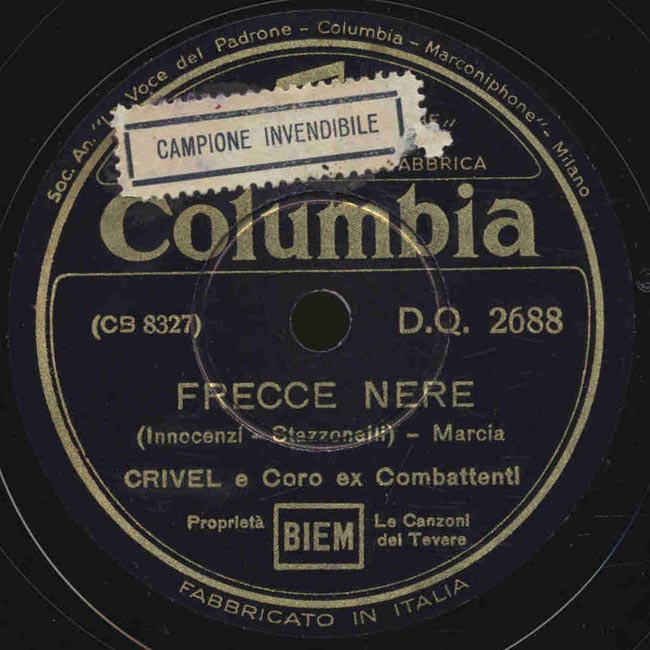 Soc. An. "La Voce del Padrone - Columbia - Marconiphone" - Milano
CAMPIONE INVENDIBILE
FABBRICA
Columbia
(CB 8327) D.Q. 2688
FRECCE NERE
(Innocenzi - Stazzonelli) - Marcia
CRIVEL e Coro ex Combattenti
Proprietà BIEM Le Canzoni
del Tevere
FABBRICATO IN ITALIA